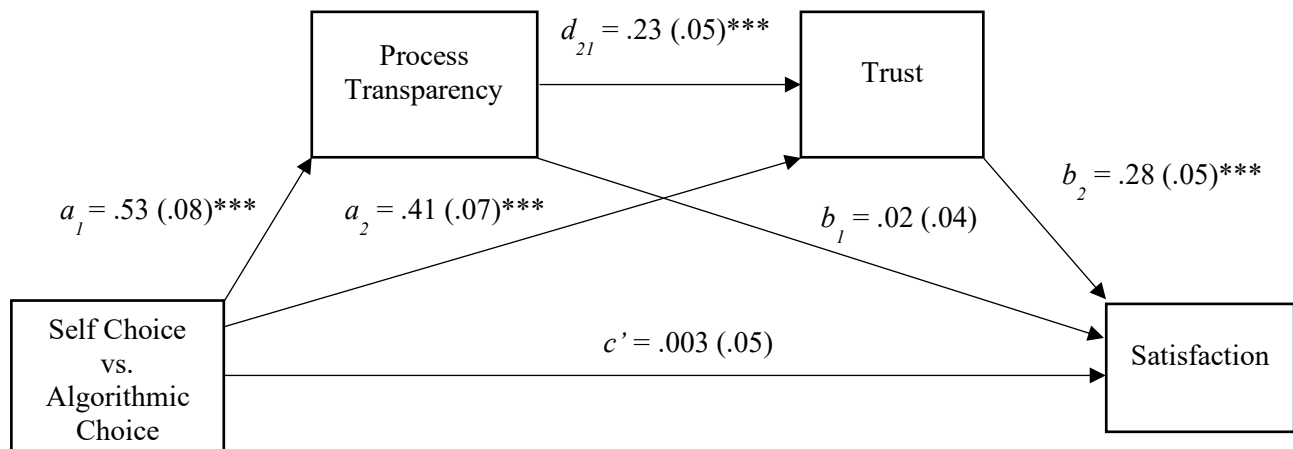 d21 = .23 (.05)***
Process
Transparency
Trust
b2 = .28 (.05)***
a1 = .53 (.08)***
a2 = .41 (.07)***
b1 = .02 (.04)
Self Choice
vs.
Algorithmic
Choice
c’ = .003 (.05)
Satisfaction